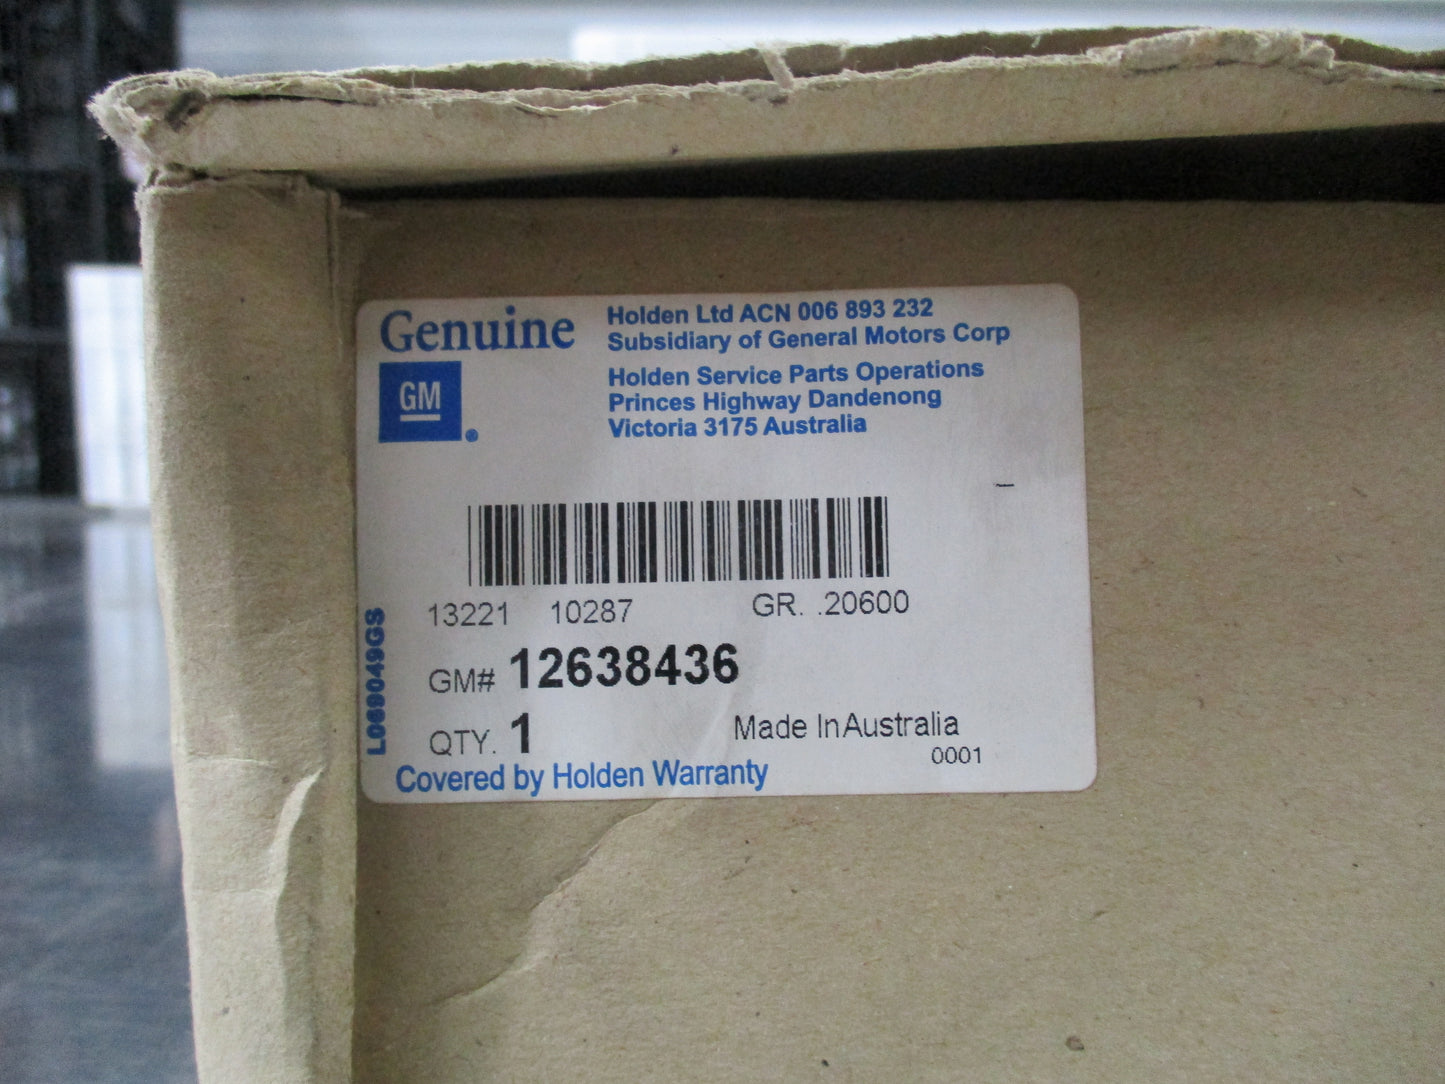 Genuine
GM
Holden Ltd ACN 006 893 232
Subsidiary of General Motors Corp
Holden Service Parts Operations
Princes Highway Dandenong
Victoria 3175 Australia
13221 10287 GR. .20600
GM# 12638436
QTY. 1 Made In Australia
0001
Covered by Holden Warranty
L069049GS